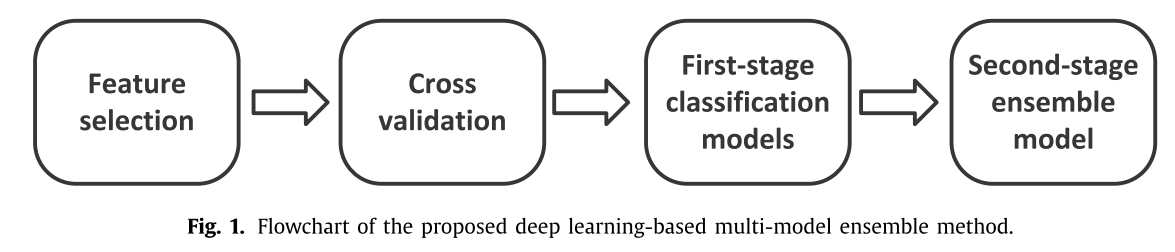 Feature
selection
Cross
validation
First-stage
classification
models
Second-stage
ensemble
model
Fig. 1. Flowchart of the proposed deep learning-based multi-model ensemble method.